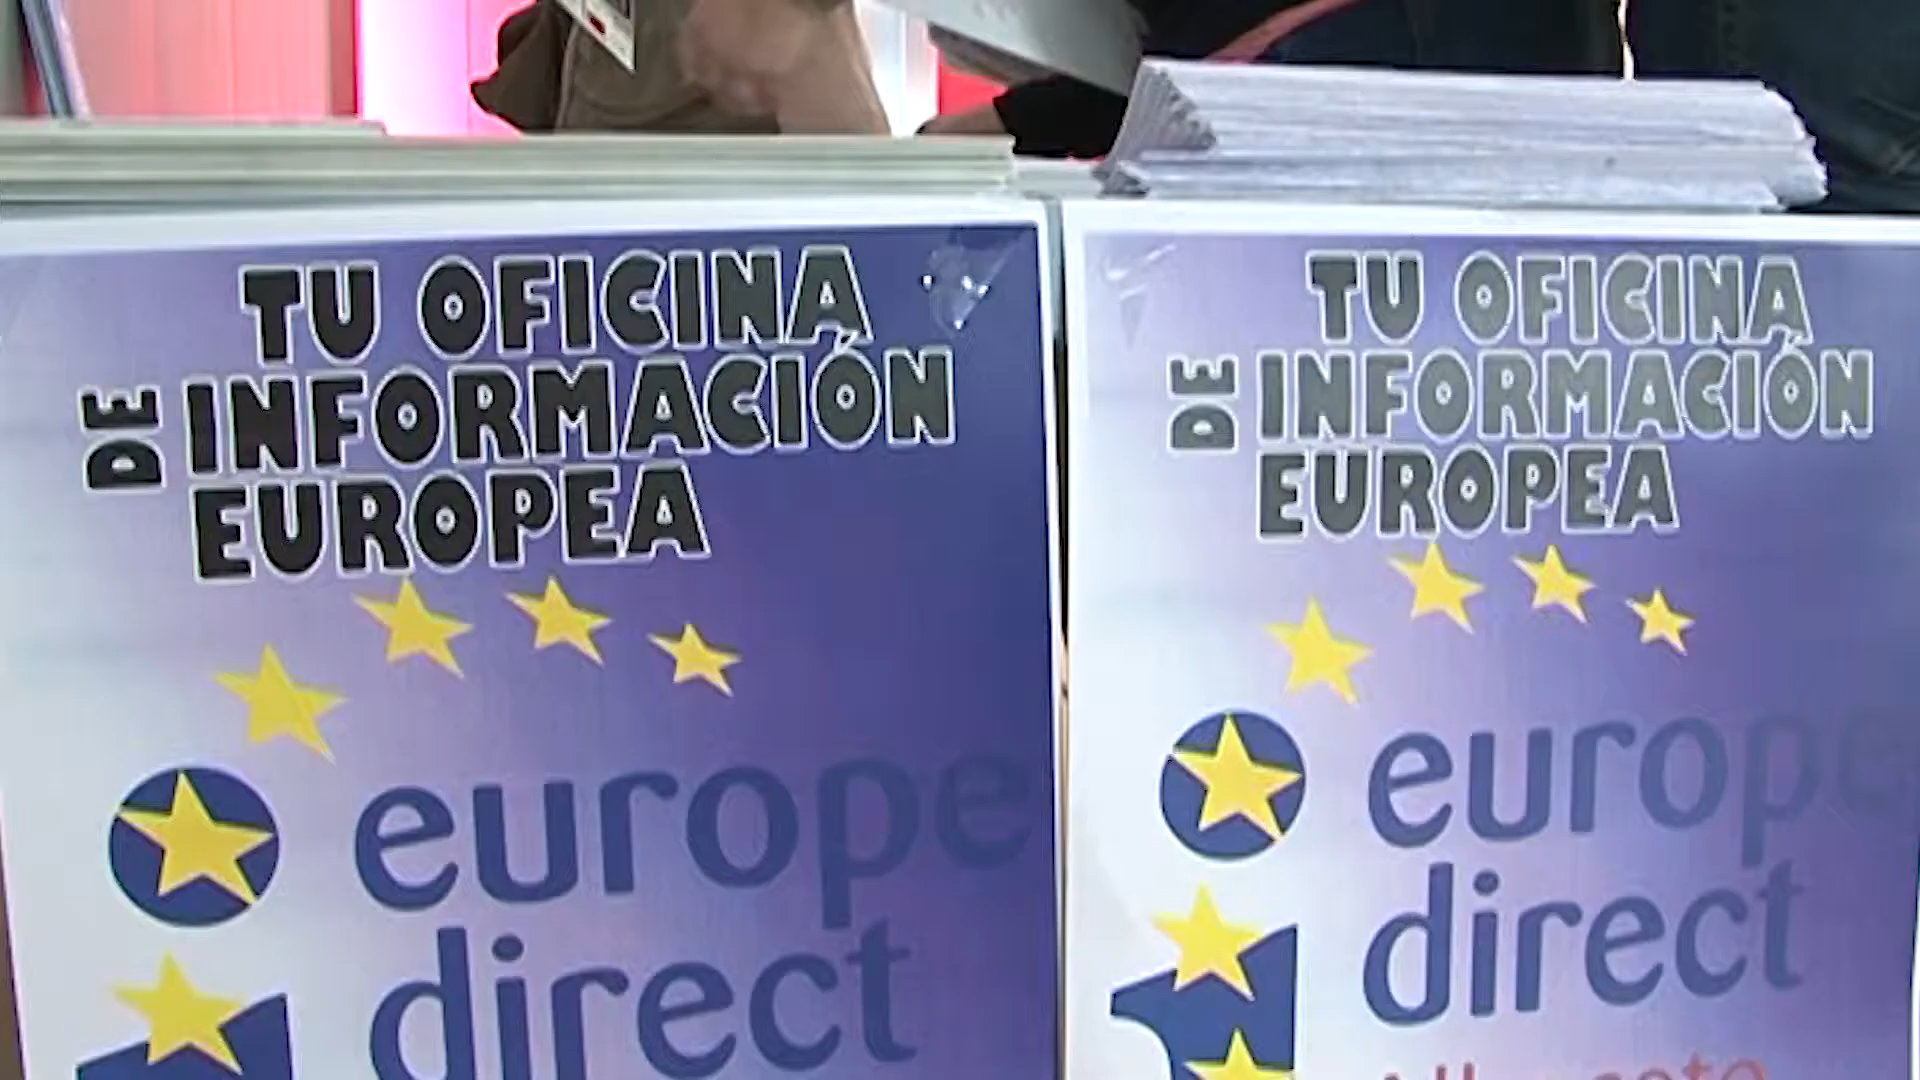 TU OFICINA
DE INFORMACIÓN
EUROPEA
europe
direct
TU OFICINA
DE INFORMACIÓN
EUROPEA
europe
direct